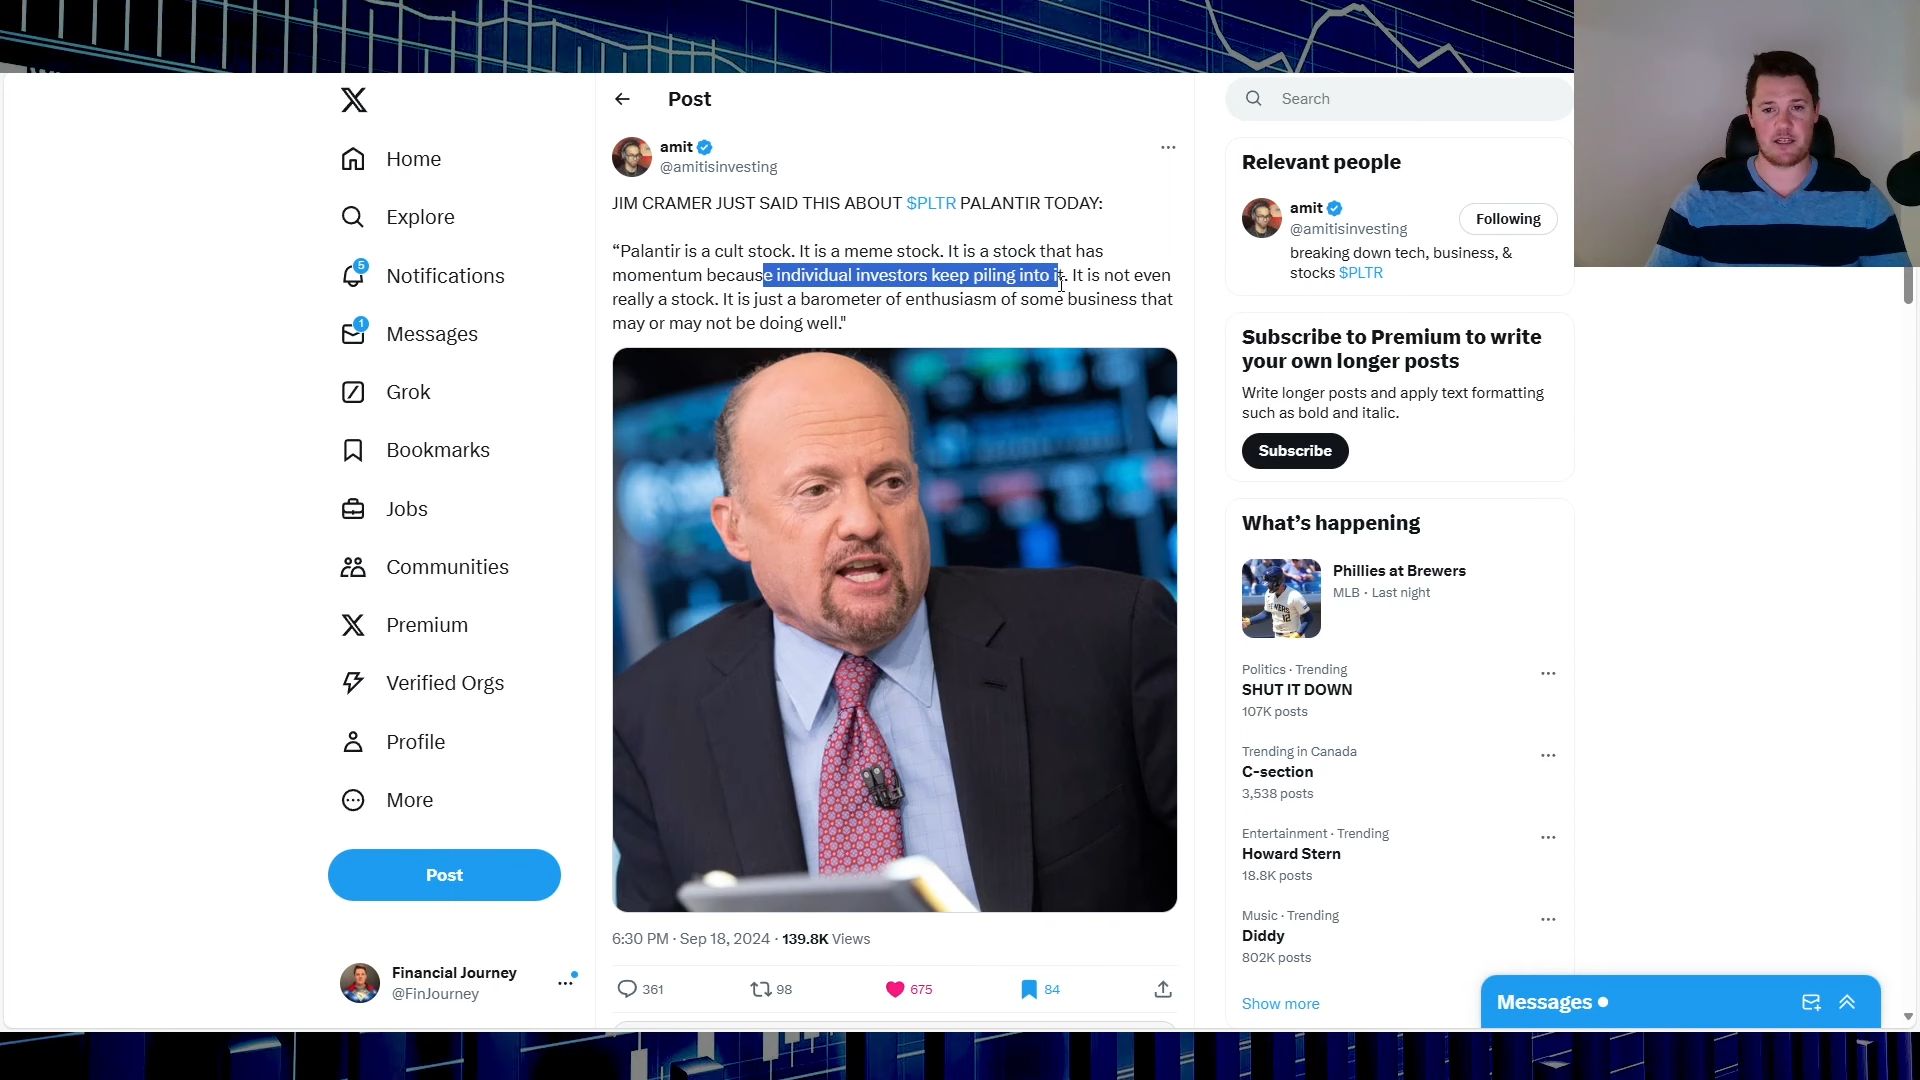 Home
Explore
5
Notifications
1
Messages
Grok
Bookmarks
Jobs
Communities
Premium
Verified Orgs
Profile
More
Post
Financial Journey
@FinJourney
Post
amit
@amitisinvesting
JIM CRAMER JUST SAID THIS ABOUT $PLTR PALANTIR TODAY:
“Palantir is a cult stock. It is a meme stock. It is a stock that has
momentum because individual investors keep piling into it. It is not even
really a stock. It is just a barometer of enthusiasm of some business that
may or may not be doing well."
6:30 PM · Sep 18, 2024 · 139.8K Views
361
98
675
84
Search
Relevant people
amit
@amitisinvesting
Following
breaking down tech, business, &
stocks $PLTR
Subscribe to Premium to write
your own longer posts
Write longer posts and apply text formatting
such as bold and italic.
Subscribe
What’s happening
Phillies at Brewers
MLB · Last night
Politics · Trending
SHUT IT DOWN
107K posts
Trending in Canada
C-section
3,538 posts
Entertainment · Trending
Howard Stern
18.8K posts
Music · Trending
Diddy
802K posts
Show more
Messages